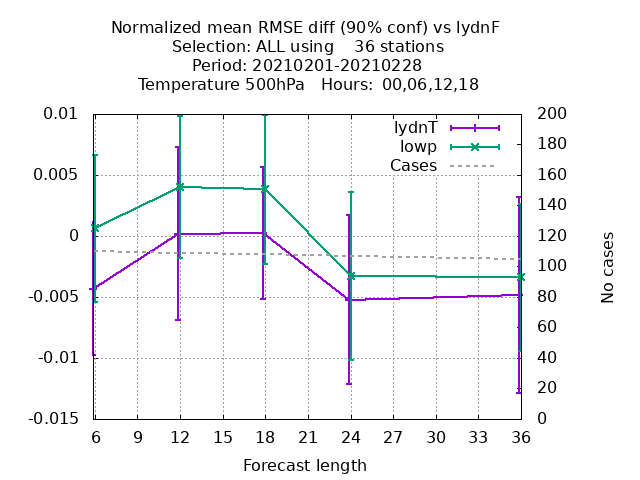 Normalized mean RMSE diff (90% conf) vs lydnF
Selection: ALL using    36 stations
Period: 20210201-20210228
Temperature 500hPa   Hours:  00,06,12,18
0.01
0.005
0
-0.005
-0.01
-0.015
200
180
160
140
120
100
80
60
40
20
0
lydnT
lowp
Cases
No cases
6 9 12 15 18 21 24 27 30 33 36
Forecast length